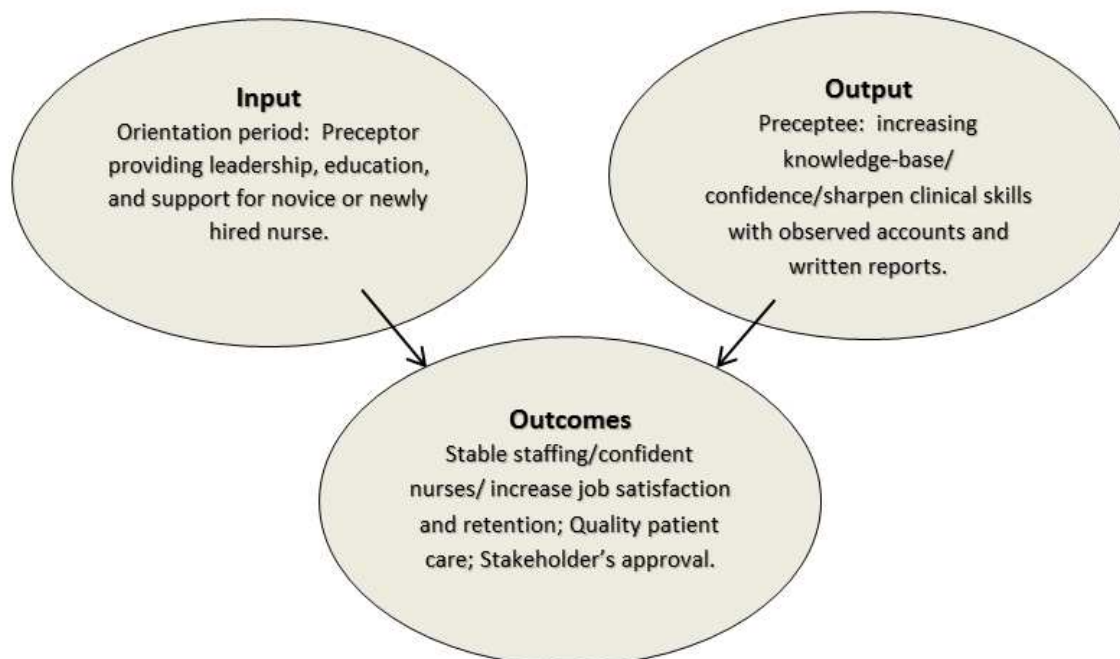 Input
Orientation period:  Preceptor
providing leadership, education,
and support for novice or newly
hired nurse.
Output
Preceptee:  increasing
knowledge-base/
confidence/sharpen clinical skills
with observed accounts and
written reports.
Outcomes
Stable staffing/confident
nurses/ increase job satisfaction
and retention; Quality patient
care; Stakeholder’s approval.